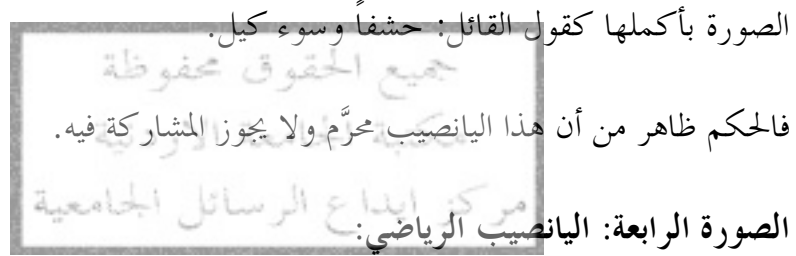 الصورة بأكملها كقول القائل: حشفاً وسوء كيل.
جميع الحقوق محفوظة
فالحكم ظاهر من أن هذا اليانصيب محرَّم ولا يجوز المشاركة فيه.
مركز ايداع الرسائل الجامعية
الصورة الرابعة: اليانصيب الرياضي: